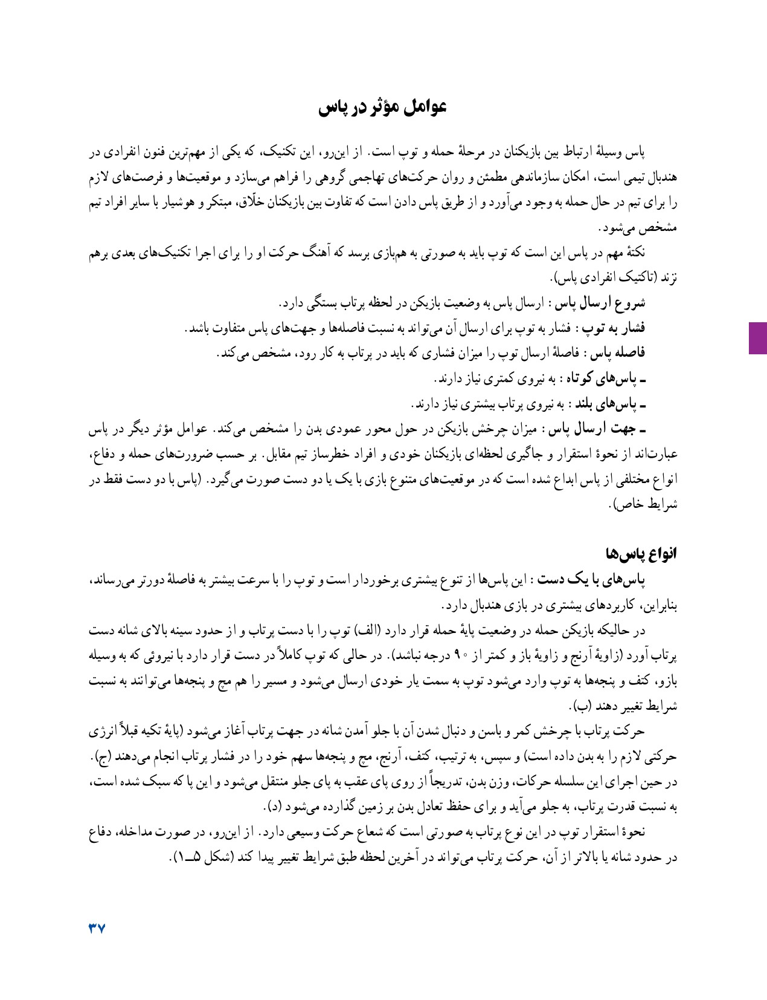 عوامل مؤثر در پاس
پاس وسیلهٔ ارتباط بین بازیکنان در مرحلهٔ حمله و توپ است. از این‌رو، این تکنیک، که یکی از مهم‌ترین فنون انفرادی در
هندبال تیمی است، امکان سازماندهی مطمئن و روان حرکت‌های تهاجمی گروهی را فراهم می‌سازد و موقعیت‌ها و فرصت‌های لازم
را برای تیم در حال حمله به وجود می‌آورد و از طریق پاس دادن است که تفاوت بین بازیکنان خلّاق، مبتکر و هوشیار با سایر افراد تیم
مشخص می‌شود.
نکتهٔ مهم در پاس این است که توپ باید به صورتی به هم‌بازی برسد که آهنگ حرکت او را برای اجرا تکنیک‌های بعدی برهم
نزند (تاکتیک انفرادی پاس).
شروع ارسال پاس : ارسال پاس به وضعیت بازیکن در لحظه پرتاب بستگی دارد.
فشار به توپ : فشار به توپ برای ارسال آن می‌تواند به نسبت فاصله‌ها و جهت‌های پاس متفاوت باشد.
فاصله پاس : فاصلهٔ ارسال توپ را میزان فشاری که باید در پرتاب به کار رود، مشخص می‌کند.
ـ پاس‌های کوتاه : به نیروی کمتری نیاز دارند.
ـ پاس‌های بلند : به نیروی پرتاب بیشتری نیاز دارند.
ـ جهت ارسال پاس : میزان چرخش بازیکن در حول محور عمودی بدن را مشخص می‌کند. عوامل مؤثر دیگر در پاس
عبارت‌اند از نحوهٔ استقرار و جاگیری لحظه‌ای بازیکنان خودی و افراد خطرساز تیم مقابل. بر حسب ضرورت‌های حمله و دفاع،
انواع مختلفی از پاس ابداع شده است که در موقعیت‌های متنوع بازی با یک یا دو دست صورت می‌گیرد. (پاس با دو دست فقط در
شرایط خاص).
انواع پاس‌ها
پاس‌های با یک دست : این پاس‌ها از تنوع بیشتری برخوردار است و توپ را با سرعت بیشتر به فاصلهٔ دورتر می‌رساند،
بنابراین، کاربردهای بیشتری در بازی هندبال دارد.
در حالیکه بازیکن حمله در وضعیت پایهٔ حمله قرار دارد (الف) توپ را با دست پرتاب و از حدود سینه بالای شانه دست
پرتاب آورد (زاویهٔ آرنج و زاویهٔ باز و کمتر از ۹۰ درجه نباشد). در حالی که توپ کاملاً در دست قرار دارد با نیروئی که به وسیله
بازو، کتف و پنجه‌ها به توپ وارد می‌شود توپ به سمت یار خودی ارسال می‌شود و مسیر را هم مچ و پنجه‌ها می‌توانند به نسبت
شرایط تغییر دهند (ب).
حرکت پرتاب با چرخش کمر و باسن و دنبال شدن آن با جلو آمدن شانه در جهت پرتاب آغاز می‌شود (پایهٔ تکیه قبلاً انرژی
حرکتی لازم را به بدن داده است) و سپس، به ترتیب، کتف، آرنج، مچ و پنجه‌ها سهم خود را در فشار پرتاب انجام می‌دهند (ج).
در حین اجرای این سلسله حرکات، وزن بدن، تدریجاً از روی پای عقب به پای جلو منتقل می‌شود و این پا که سبک شده است،
به نسبت قدرت پرتاب، به جلو می‌آید و برای حفظ تعادل بدن بر زمین گذارده می‌شود (د).
نحوهٔ استقرار توپ در این نوع پرتاب به صورتی است که شعاع حرکت وسیعی دارد. از این‌رو، در صورت مداخله، دفاع
در حدود شانه یا بالاتر از آن، حرکت پرتاب می‌تواند در آخرین لحظه طبق شرایط تغییر پیدا کند (شکل ۵ــ۱).
۳۷